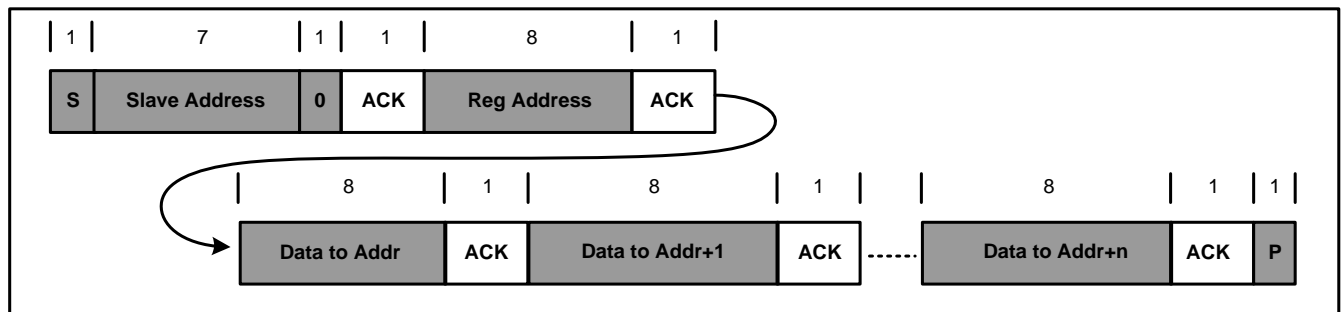 1 7 1 1 8 1
S Slave Address 0 ACK Reg Address ACK
8 1 8 1 8 1 1
Data to Addr ACK Data to Addr+1 ACK Data to Addr+n ACK P